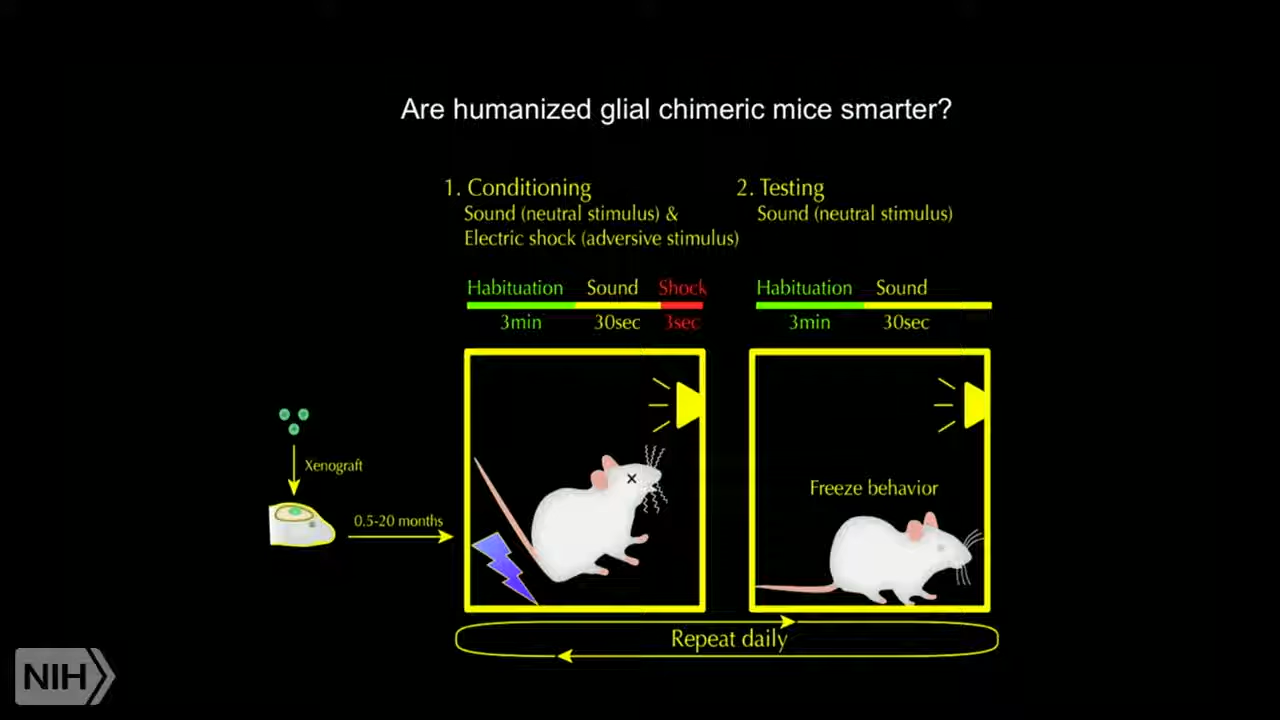 Are humanized glial chimeric mice smarter?
1. Conditioning
Sound (neutral stimulus) &
Electric shock (adversive stimulus)
2. Testing
Sound (neutral stimulus)
Habituation Sound Shock
3min 30sec 3sec
Habituation Sound
3min 30sec
Xenograft
0.5-20 months
Freeze behavior
Repeat daily
NIH